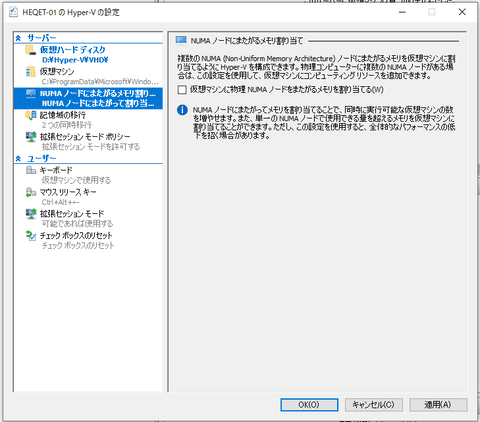 HEQET-01 の Hyper-V の設定
サーバー
仮想ハード ディスク
D:¥Hyper-V¥VHD¥
仮想マシン
C:¥ProgramData¥Microsoft¥Windo...
NUMA ノードにまたがるメモリ割り...
NUMA ノードにまたがって割り当...
記憶域の移行
2 つの同時移行
拡張セッション モード ポリシー
拡張セッション モードを許可する
ユーザー
キーボード
仮想マシンで使用する
マウス リリース キー
Ctrl+Alt+←
拡張セッション モード
可能であれば使用する
チェック ボックスのリセット
チェック ボックスのリセット
NUMA ノードにまたがるメモリ割り当て
複数の NUMA (Non-Uniform Memory Architecture) ノードにまたがるメモリを仮想マシンに割
り当てるように Hyper-V を構成できます。物理コンピューターに複数の NUMA ノードがある場合
は、この設定を使用して、仮想マシンにコンピューティング リソースを追加できます。
仮想マシンに物理 NUMA ノードをまたがるメモリを割り当てる(W)
NUMA ノードにまたがってメモリを割り当てることで、同時に実行可能な仮想マシンの数
を増やせます。また、単一の NUMA ノードで使用できる量を超えるメモリを仮想マシンに
割り当てることができます。ただし、この設定を使用すると、全体的なパフォーマンスの低
下を招く場合があります。
OK(O)
キャンセル(C)
適用(A)